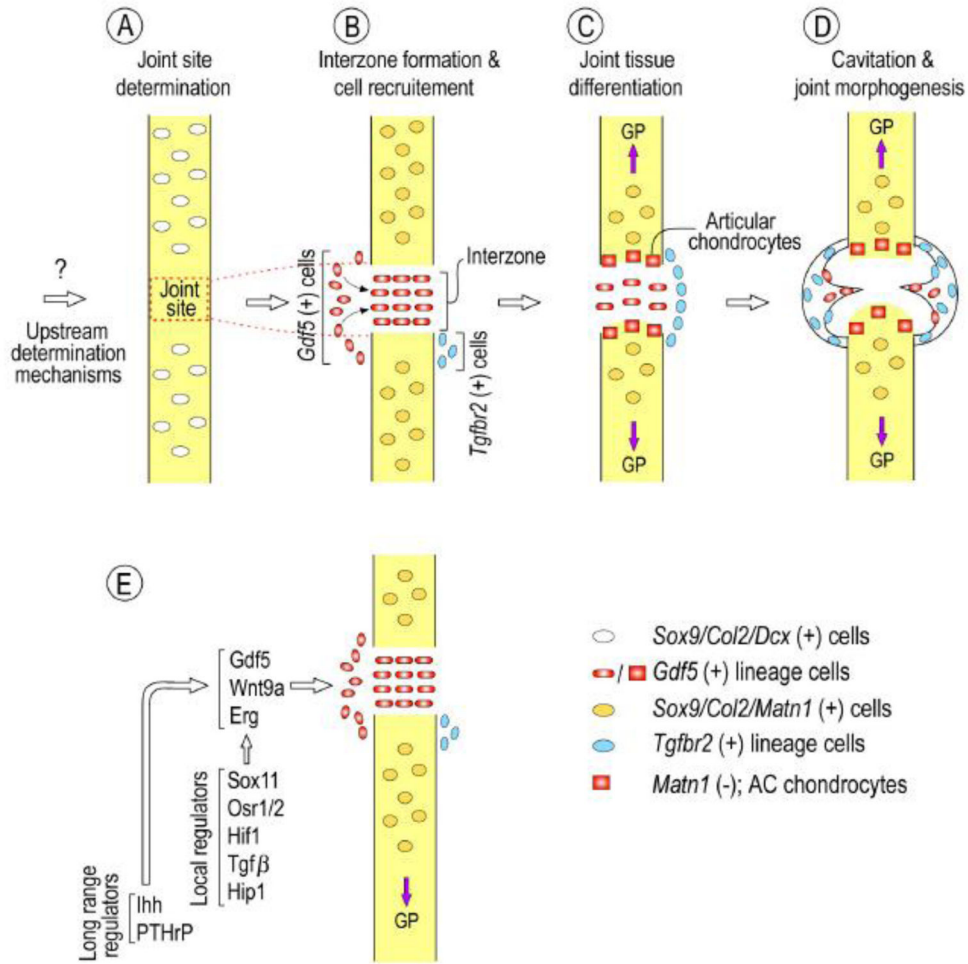 A
Joint site
determination
B
Interzone formation &
cell recruitement
C
Joint tissue
differentiation
D
Cavitation &
joint morphogenesis
?
Upstream
determination
mechanisms
Joint
site
Gdf5 (+) cells
Interzone
Tgfbr2 (+) cells
GP
Articular
chondrocytes
GP
GP
GP
E
Gdf5
Wnt9a
Erg
Local regulators
Sox11
Osr1/2
Hif1
Tgfβ
Hip1
Long range
regulators
Ihh
PTHrP
GP
Sox9/Col2/Dcx (+) cells
/ Gdf5 (+) lineage cells
Sox9/Col2/Matn1 (+) cells
Tgfbr2 (+) lineage cells
Matn1 (-); AC chondrocytes